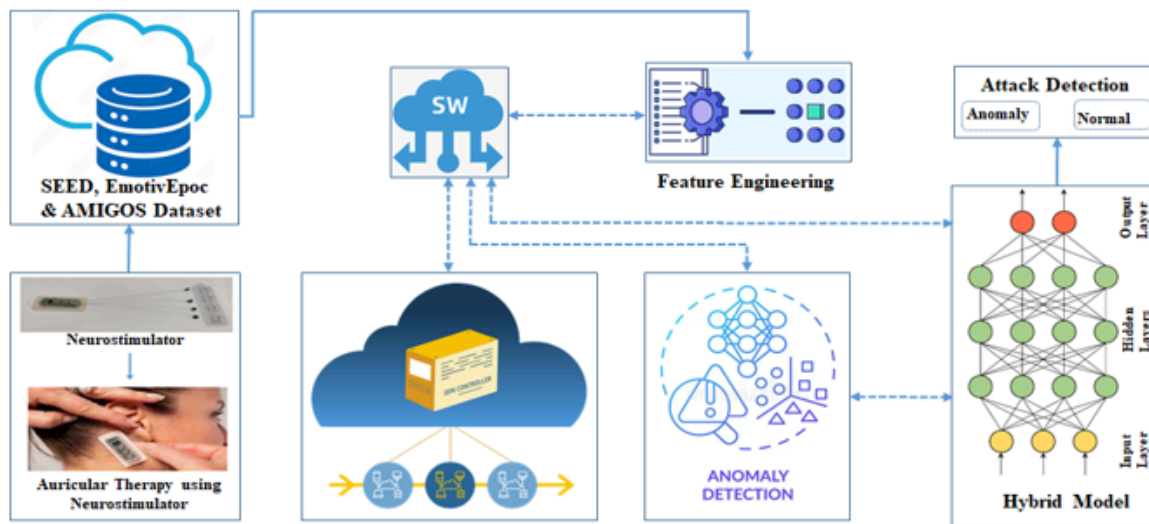 SEED, EmotivEpoc
& AMIGOS Dataset
Neurostimulator
Auricular Therapy using
Neurostimulator
SW
SDN CONTROLLER
Feature Engineering
ANOMALY
DETECTION
Attack Detection
Anomaly
Normal
Output
Layer
Hidden
Layers
Input
Layer
Hybrid Model